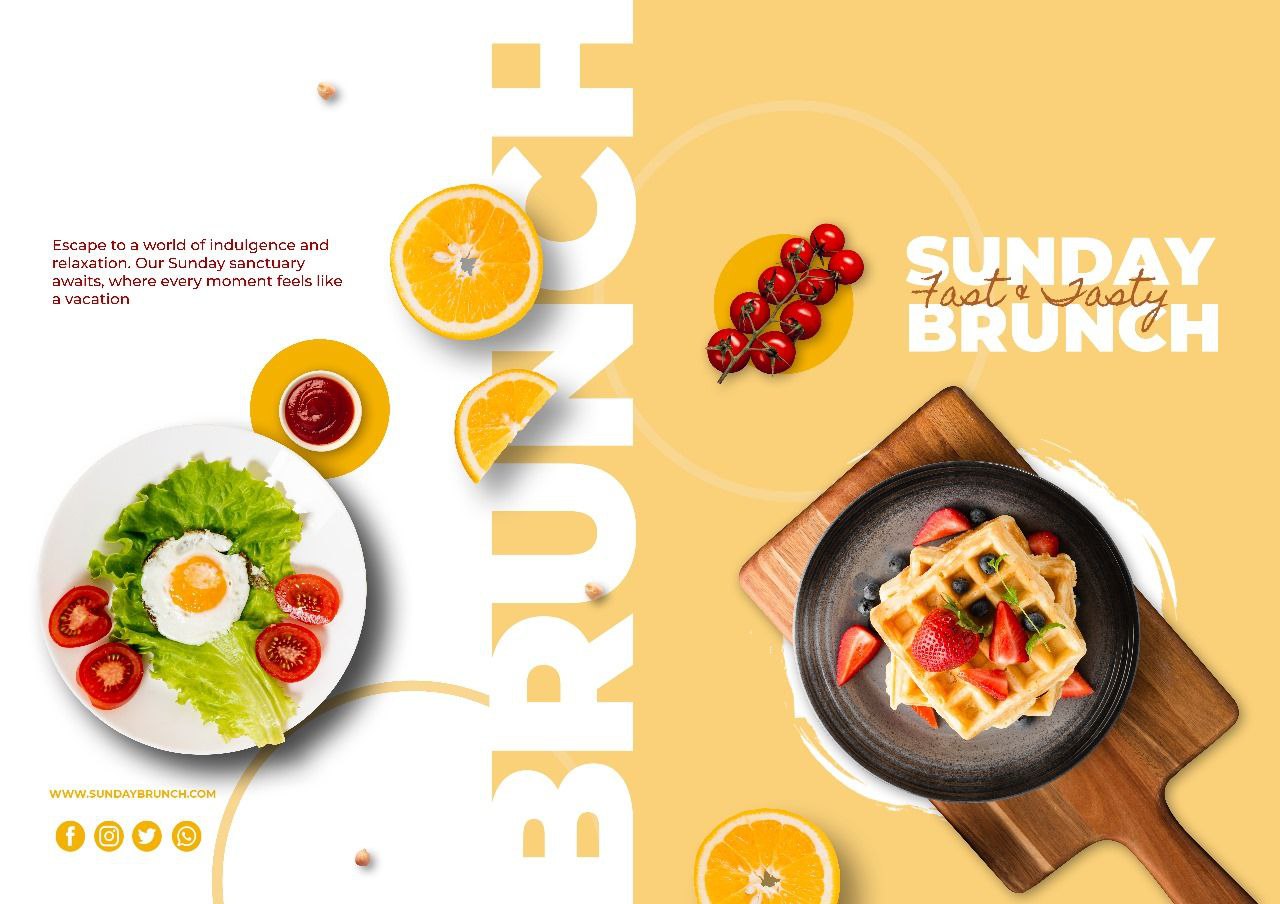 Escape to a world of indulgence and
relaxation. Our Sunday sanctuary
awaits, where every moment feels like
a vacation
WWW.SUNDAYBRUNCH.COM
BRUNCH
SUNDAY
Fast & Tasty
BRUNCH